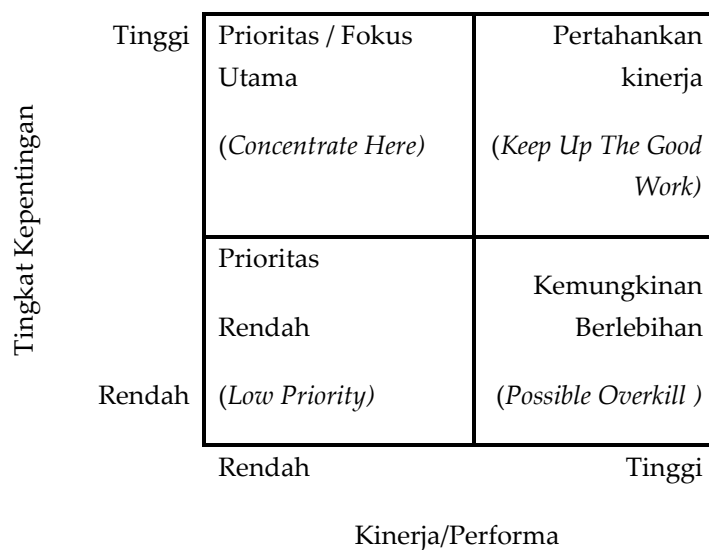 Tinggi
Prioritas / Fokus
Utama
(Concentrate Here)
Pertahankan
kinerja
(Keep Up The Good
Work)
Tingkat Kepentingan
Prioritas
Rendah
(Low Priority)
Kemungkinan
Berlebihan
(Possible Overkill )
Rendah
Rendah
Tinggi
Kinerja/Performa